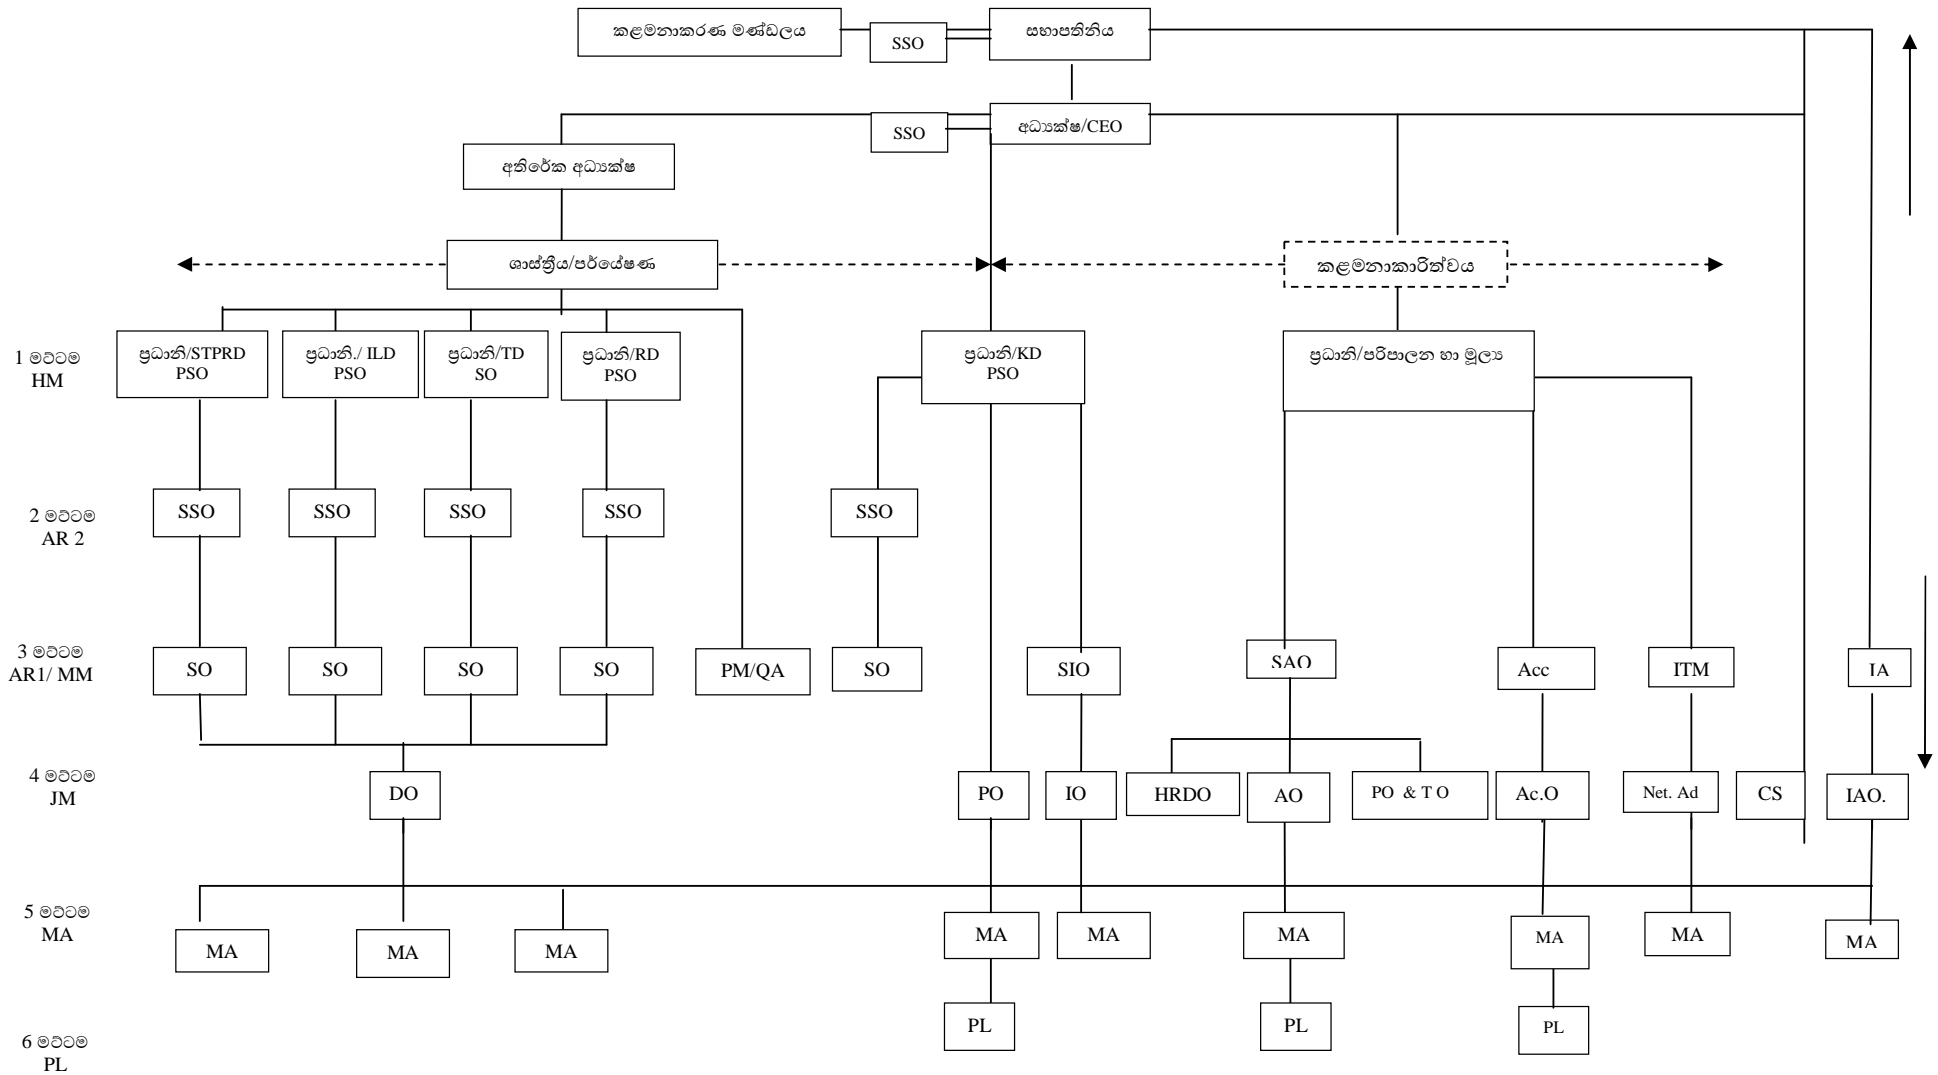 කළමනාකරණ මණ්ඩලය
SSO
සභාපතිනිය
SSO
අධ්‍යක්ෂ/CEO
අතිරේක අධ්‍යක්ෂ
ශාස්ත්‍රීය/පර්යේෂණ
කළමනාකාරිත්වය
1 මට්ටම
HM
ප්‍රධානි/STPRD
PSO
ප්‍රධානි./ ILD
PSO
ප්‍රධානි/TD
SO
ප්‍රධානි/RD
PSO
ප්‍රධානි/KD
PSO
ප්‍රධානි/පරිපාලන හා මූල්‍ය
2 මට්ටම
AR 2
SSO
SSO
SSO
SSO
SSO
3 මට්ටම
AR1/ MM
SO
SO
SO
SO
PM/QA
SO
SIO
SAO
Acc
ITM
IA
4 මට්ටම
JM
DO
PO
IO
HRDO
AO
PO & T O
Ac.O
Net. Ad
CS
IAO.
5 මට්ටම
MA
MA
MA
MA
MA
MA
MA
MA
MA
MA
6 මට්ටම
PL
PL
PL
PL